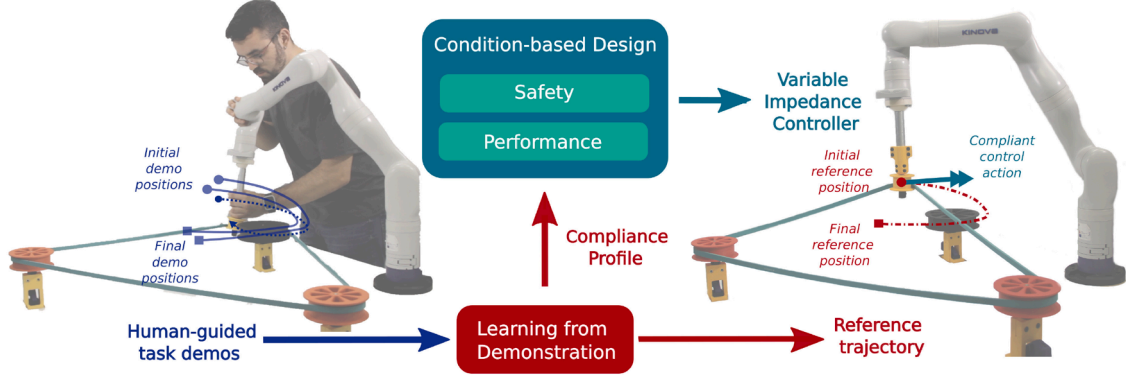 KINOVA
Initial
demo
positions
Final
demo
positions
Human-guided
task demos
Condition-based Design
Safety
Performance
Compliance
Profile
Learning from
Demonstration
Variable
Impedance
Controller
KINOVA
Initial
reference
position
Compliant
control
action
Final
reference
position
Reference
trajectory